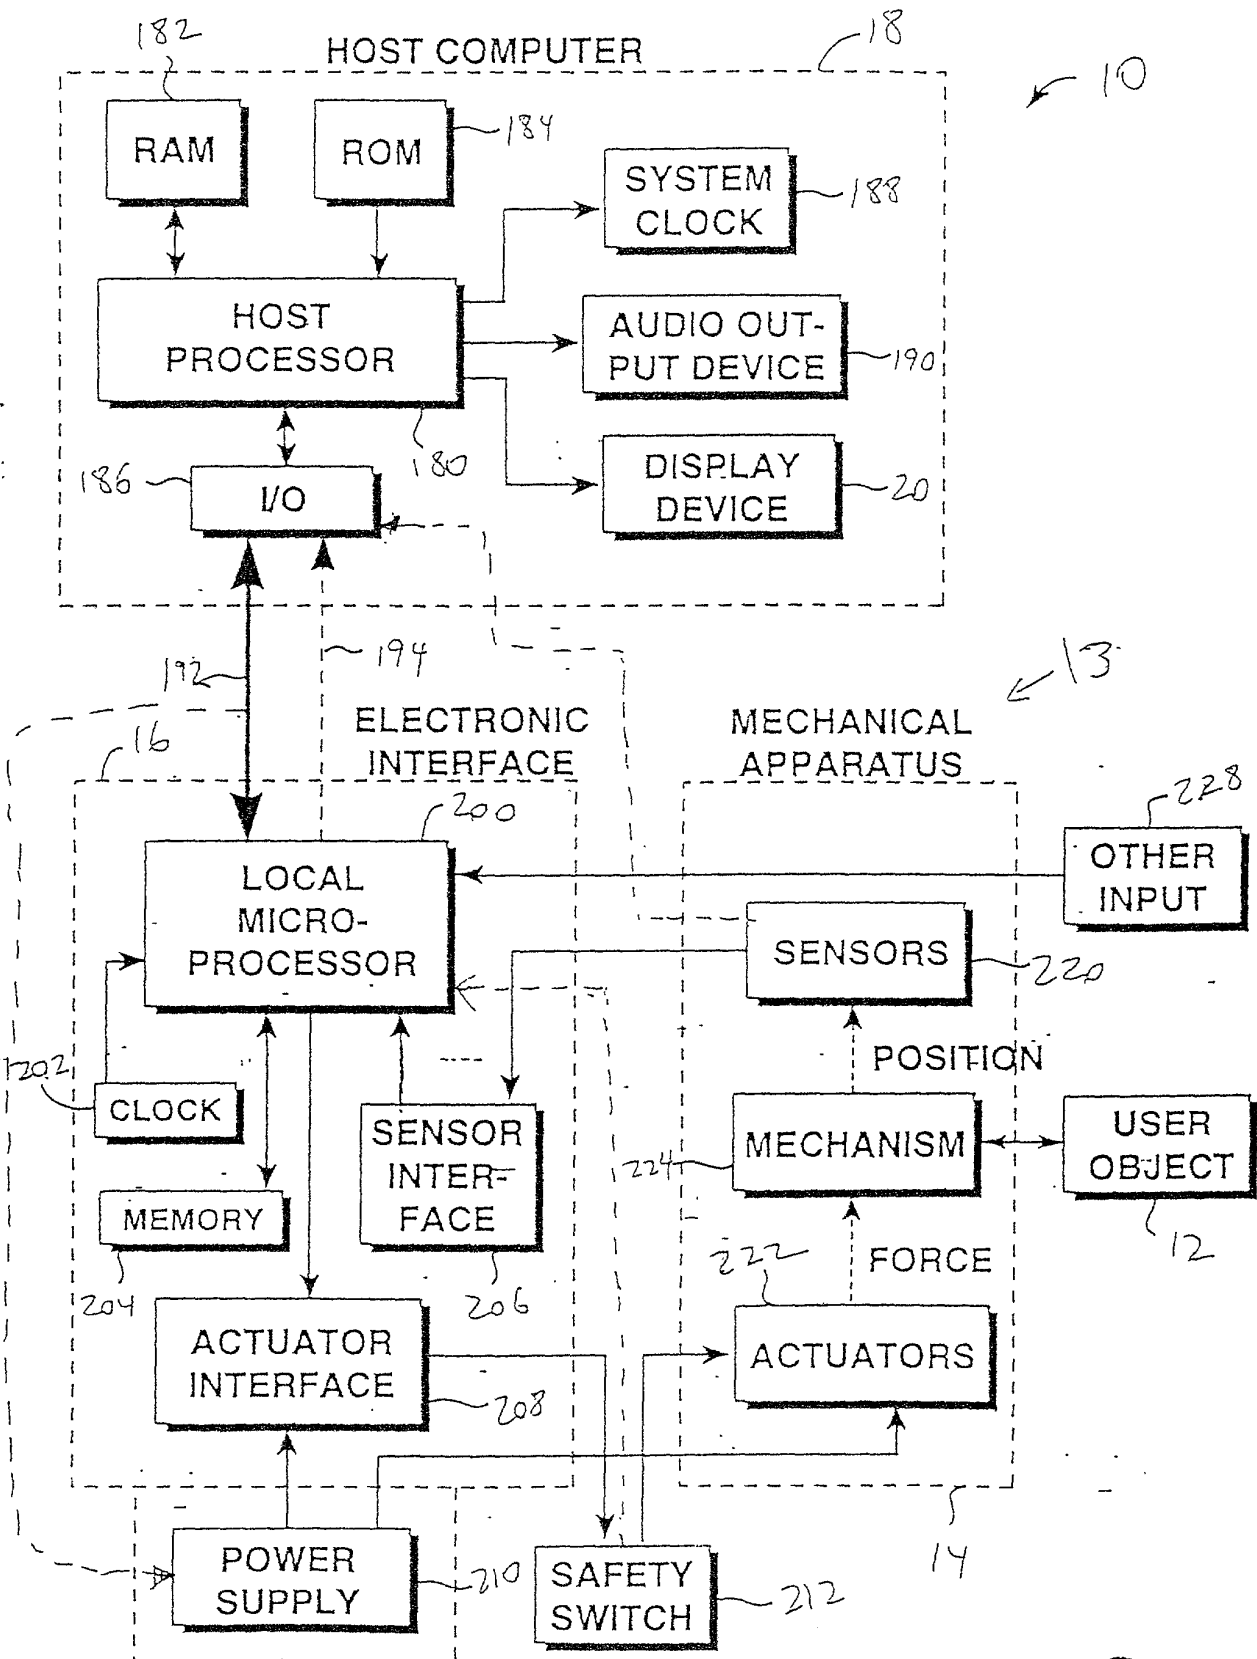 182
HOST COMPUTER
18
10
RAM
ROM
184
SYSTEM
CLOCK
188
HOST
PROCESSOR
AUDIO OUT-
PUT DEVICE
190
180
186
I/O
DISPLAY
DEVICE
20
192
194
13
16
ELECTRONIC
INTERFACE
MECHANICAL
APPARATUS
200
228
LOCAL
MICRO-
PROCESSOR
OTHER
INPUT
SENSORS
220
202
CLOCK
POSITION
SENSOR
INTER-
FACE
224
MECHANISM
USER
OBJECT
MEMORY
204
206
222
FORCE
12
ACTUATOR
INTERFACE
208
ACTUATORS
POWER
SUPPLY
210
SAFETY
SWITCH
212
14